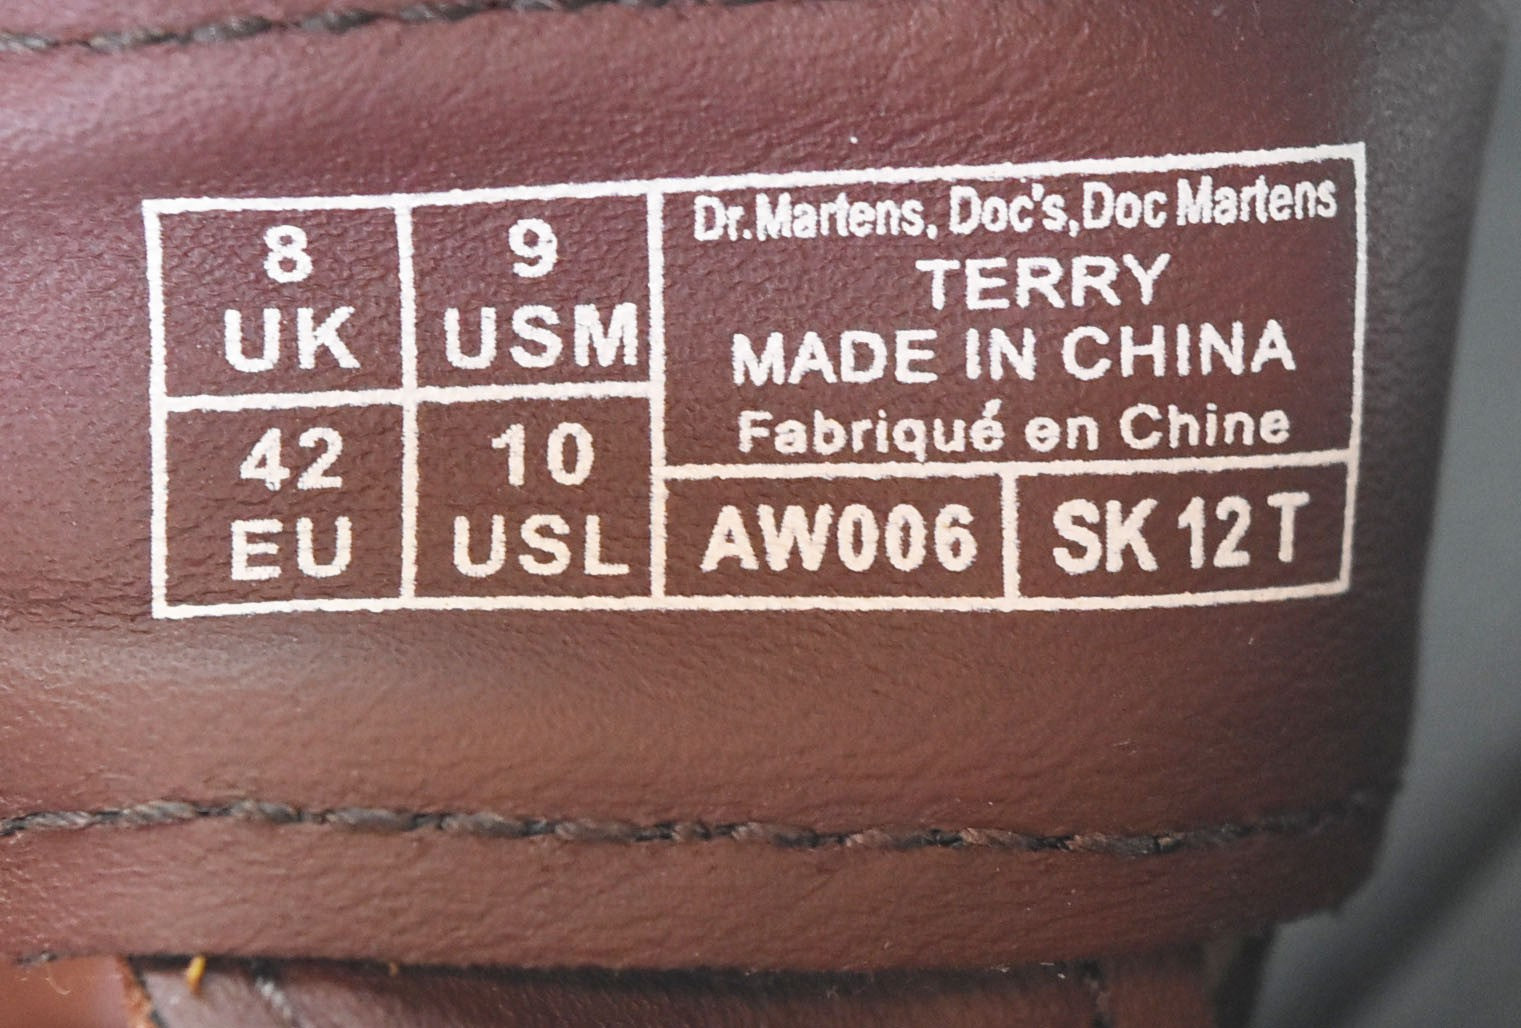 8
UK
9
USM
42
EU
10
USL
Dr.Martens, Doc's,Doc Martens
TERRY
MADE IN CHINA
Fabriqué en Chine
AW006
SK 12 T